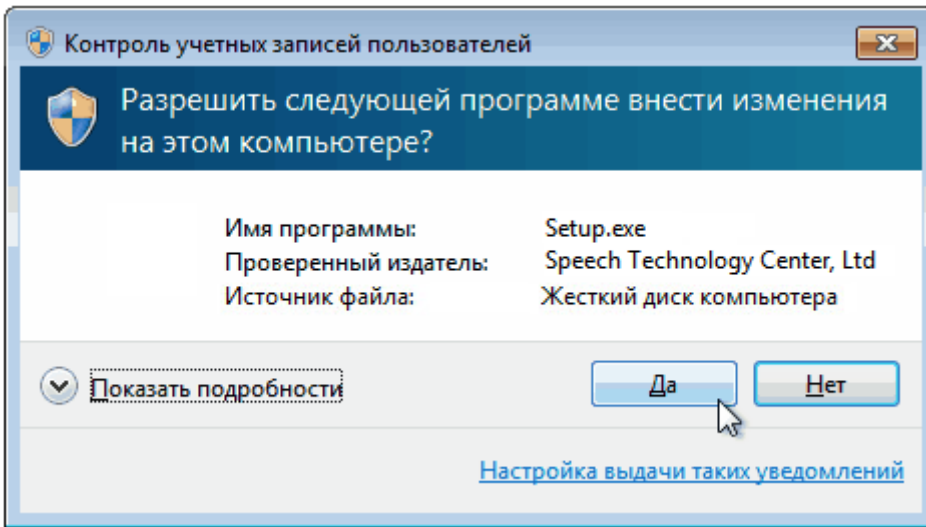 Контроль учетных записей пользователей
Разрешить следующей программе внести изменения
на этом компьютере?
Имя программы: Setup.exe
Проверенный издатель: Speech Technology Center, Ltd
Источник файла: Жесткий диск компьютера
Показать подробности Да Нет
Настройка выдачи таких уведомлений